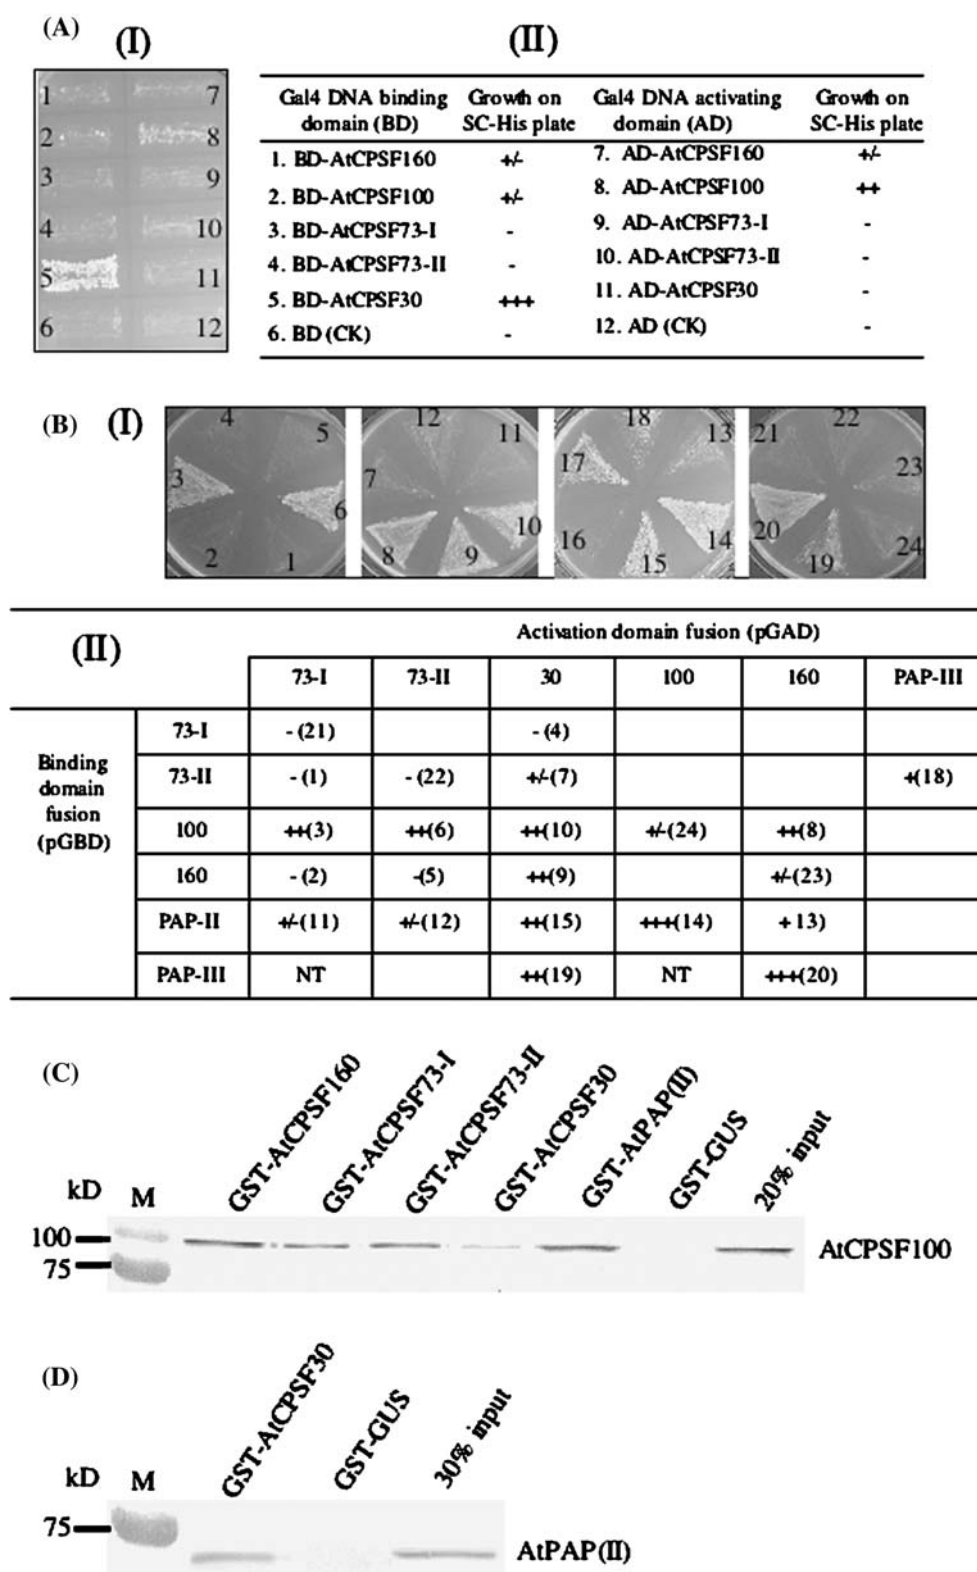 (A) (I) (II)
1 7
2 8
3 9
4 10
5 11
6 12
Gal4 DNA binding domain (BD) Growth on SC-His plate Gal4 DNA activating domain (AD) Growth on SC-His plate
1. BD-AtCPSF160 +/- 7. AD-AtCPSF160 +/-
2. BD-AtCPSF100 +/- 8. AD-AtCPSF100 ++
3. BD-AtCPSF73-I - 9. AD-AtCPSF73-I -
4. BD-AtCPSF73-II - 10. AD-AtCPSF73-II -
5. BD-AtCPSF30 +++ 11. AD-AtCPSF30 -
6. BD (CK) - 12. AD (CK) -
(B) (I)
4 5 3 6 2 1
12 11 7 10 8 9
18 13 17 14 16 15
22 21 23 20 24 19
(II) Activation domain fusion (pGAD)
73-I 73-II 30 100 160 PAP-III
Binding domain fusion (pGBD)
73-I - (21) - (4)
73-II - (1) - (22) +/-(7) +(18)
100 ++(3) ++(6) ++(10) +/-(24) ++(8)
160 - (2) -(5) ++(9) +/-(23)
PAP-II +/-(11) +/-(12) ++(15) +++(14) + 13)
PAP-III NT ++(19) NT +++(20)
(C)
kD M GST-AtCPSF160 GST-AtCPSF73-I GST-AtCPSF73-II GST-AtCPSF30 GST-AtPAP(II) GST-GUS 20% input
100
75
AtCPSF100
(D)
kD M GST-AtCPSF30 GST-GUS 30% input
75
AtPAP(II)